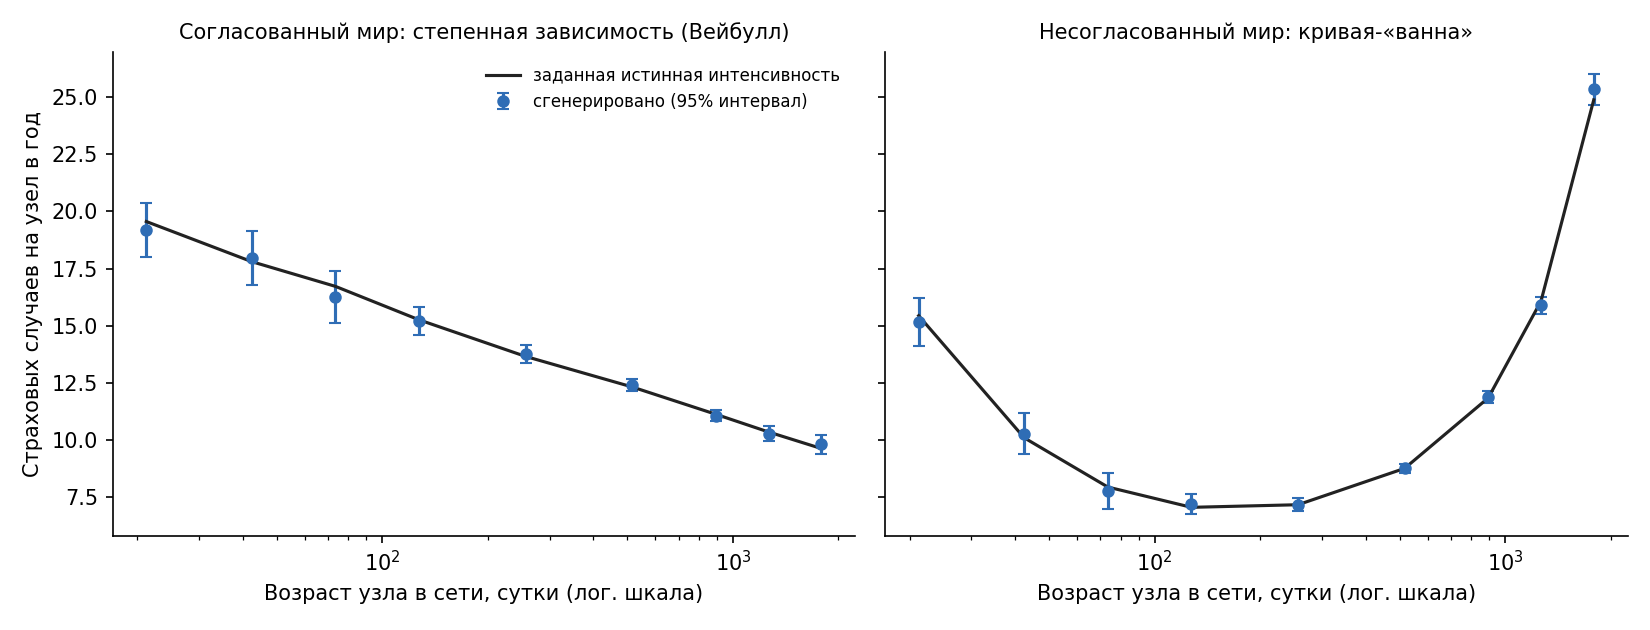 Согласованный мир: степенная зависимость (Вейбулл)
заданная истинная интенсивность
сгенерировано (95% интервал)
Страховых случаев на узел в год
25.0
22.5
20.0
17.5
15.0
12.5
10.0
7.5
10²
10³
Возраст узла в сети, сутки (лог. шкала)
Несогласованный мир: кривая-«ванна»
10²
10³
Возраст узла в сети, сутки (лог. шкала)